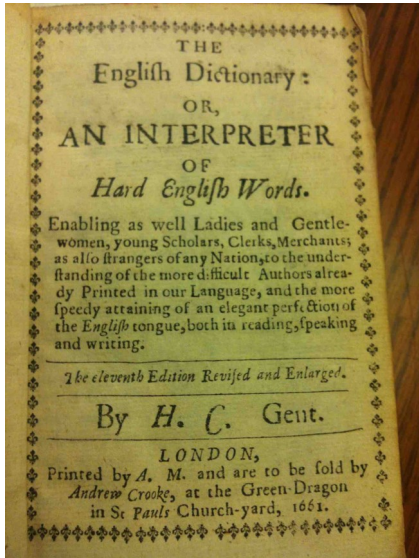 THE
Engliſh Dictionary:
OR,
AN INTERPRETER
OF
Hard Engliſh Words.
Enabling as well Ladies and Gentle-
women, young Scholars, Clerks, Merchants;
as alſo ſtrangers of any Nation, to the under-
ſtanding of the more difficult Authors alrea-
dy Printed in our Language, and the more
ſpeedy attaining of an elegant perfection of
the Engliſh tongue, both in reading, ſpeaking
and writing.
The eleventh Edition Reviſed and Enlarged.
By H. C. Gent.
LONDON,
Printed by A. M. and are to be ſold by
Andrew Crooke, at the Green-Dragon
in St Pauls Church-yard, 1661.